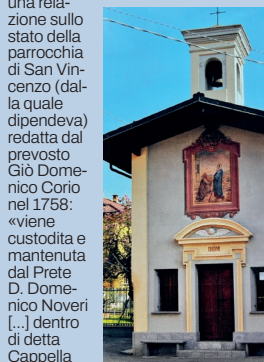 una rela-
zione sullo
stato della
parrocchia
di San Vin-
cenzo (dal-
la quale
dipendeva)
redatta dal
prevosto
Giò Dome-
nico Corio
nel 1758:
«viene
custodita e
mantenuta
dal Prete
D. Dome-
nico Noveri
[...] dentro
di detta
Cappella